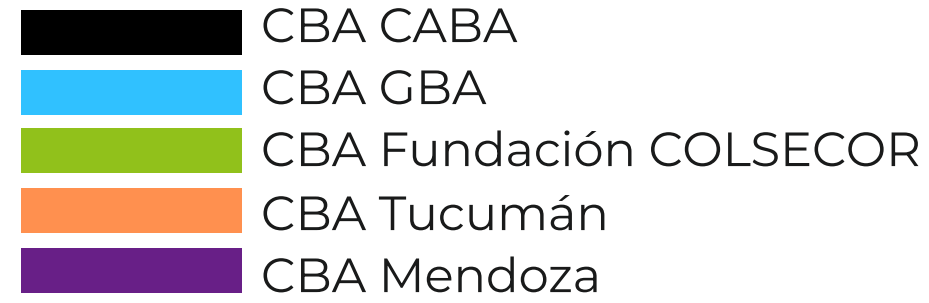 CBA CABA
CBA GBA
CBA Fundación COLSECOR
CBA Tucumán
CBA Mendoza